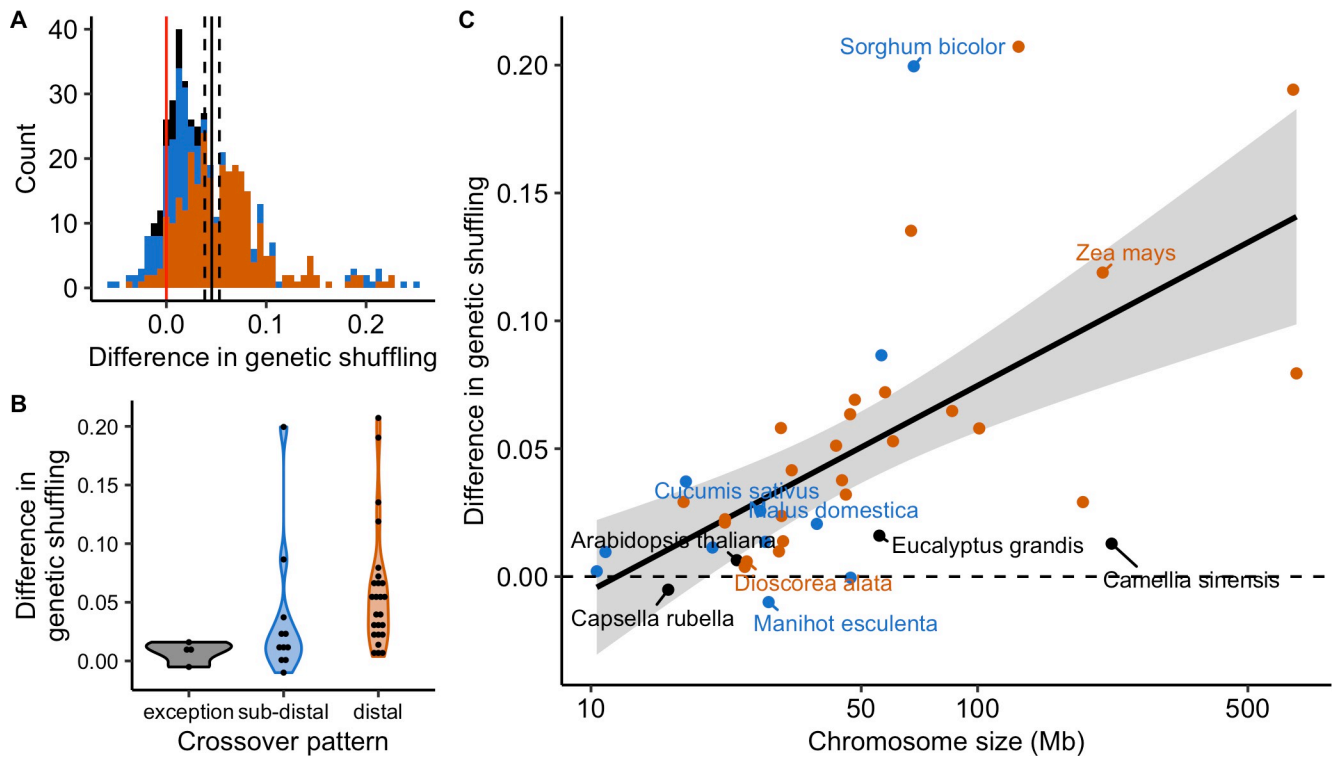 A
40
30
20
10
0
Count
0.0
0.1
0.2
Difference in genetic shuffling
B
0.20
0.15
0.10
0.05
0.00
Difference in
genetic shuffling
exception
sub-distal
distal
Crossover pattern
C
0.20
0.15
0.10
0.05
0.00
Difference in genetic shuffling
Sorghum bicolor
Zea mays
Cucumis sativus
Malus domestica
Arabidopsis thaliana
Eucalyptus grandis
Camellia sinensis
Dioscorea alata
Capsella rubella
Manihot esculenta
10
50
100
500
Chromosome size (Mb)